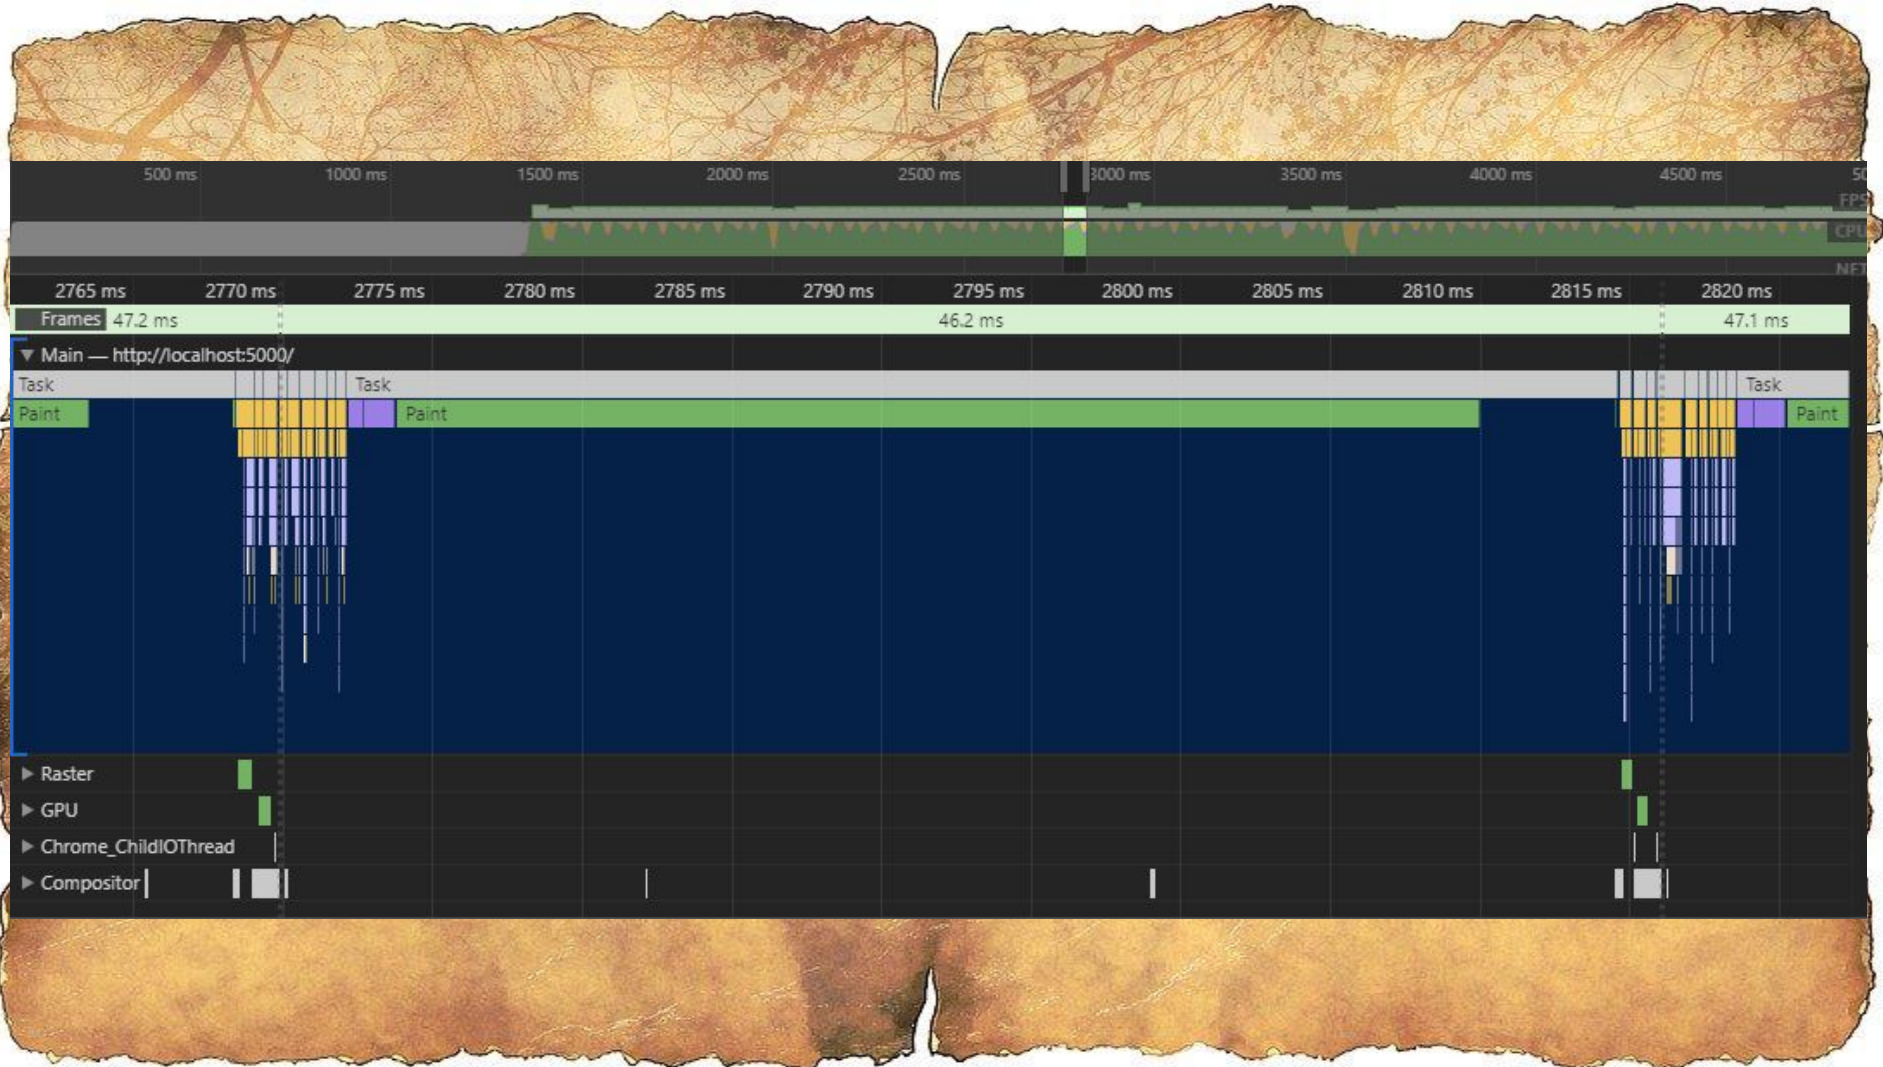 500 ms 1000 ms 1500 ms 2000 ms 2500 ms 3000 ms 3500 ms 4000 ms 4500 ms 50
FPS
CPU
NET
2765 ms 2770 ms 2775 ms 2780 ms 2785 ms 2790 ms 2795 ms 2800 ms 2805 ms 2810 ms 2815 ms 2820 ms
Frames 47.2 ms 46.2 ms 47.1 ms
▼ Main — http://localhost:5000/
Task Task Task
Paint Paint Paint
▶ Raster
▶ GPU
▶ Chrome_ChildIOThread
▶ Compositor